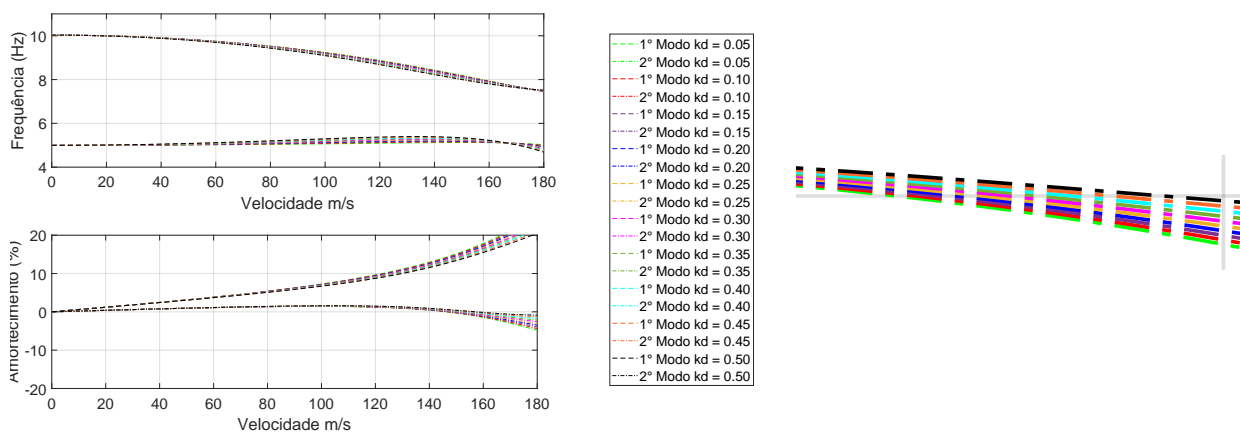 10
8
6
4
Frequência (Hz)
0 20 40 60 80 100 120 140 160 180
Velocidade m/s
20
10
0
-10
-20
Amortecimento (%)
0 20 40 60 80 100 120 140 160 180
Velocidade m/s
1° Modo kd = 0.05
2° Modo kd = 0.05
1° Modo kd = 0.10
2° Modo kd = 0.10
1° Modo kd = 0.15
2° Modo kd = 0.15
1° Modo kd = 0.20
2° Modo kd = 0.20
1° Modo kd = 0.25
2° Modo kd = 0.25
1° Modo kd = 0.30
2° Modo kd = 0.30
1° Modo kd = 0.35
2° Modo kd = 0.35
1° Modo kd = 0.40
2° Modo kd = 0.40
1° Modo kd = 0.45
2° Modo kd = 0.45
1° Modo kd = 0.50
2° Modo kd = 0.50